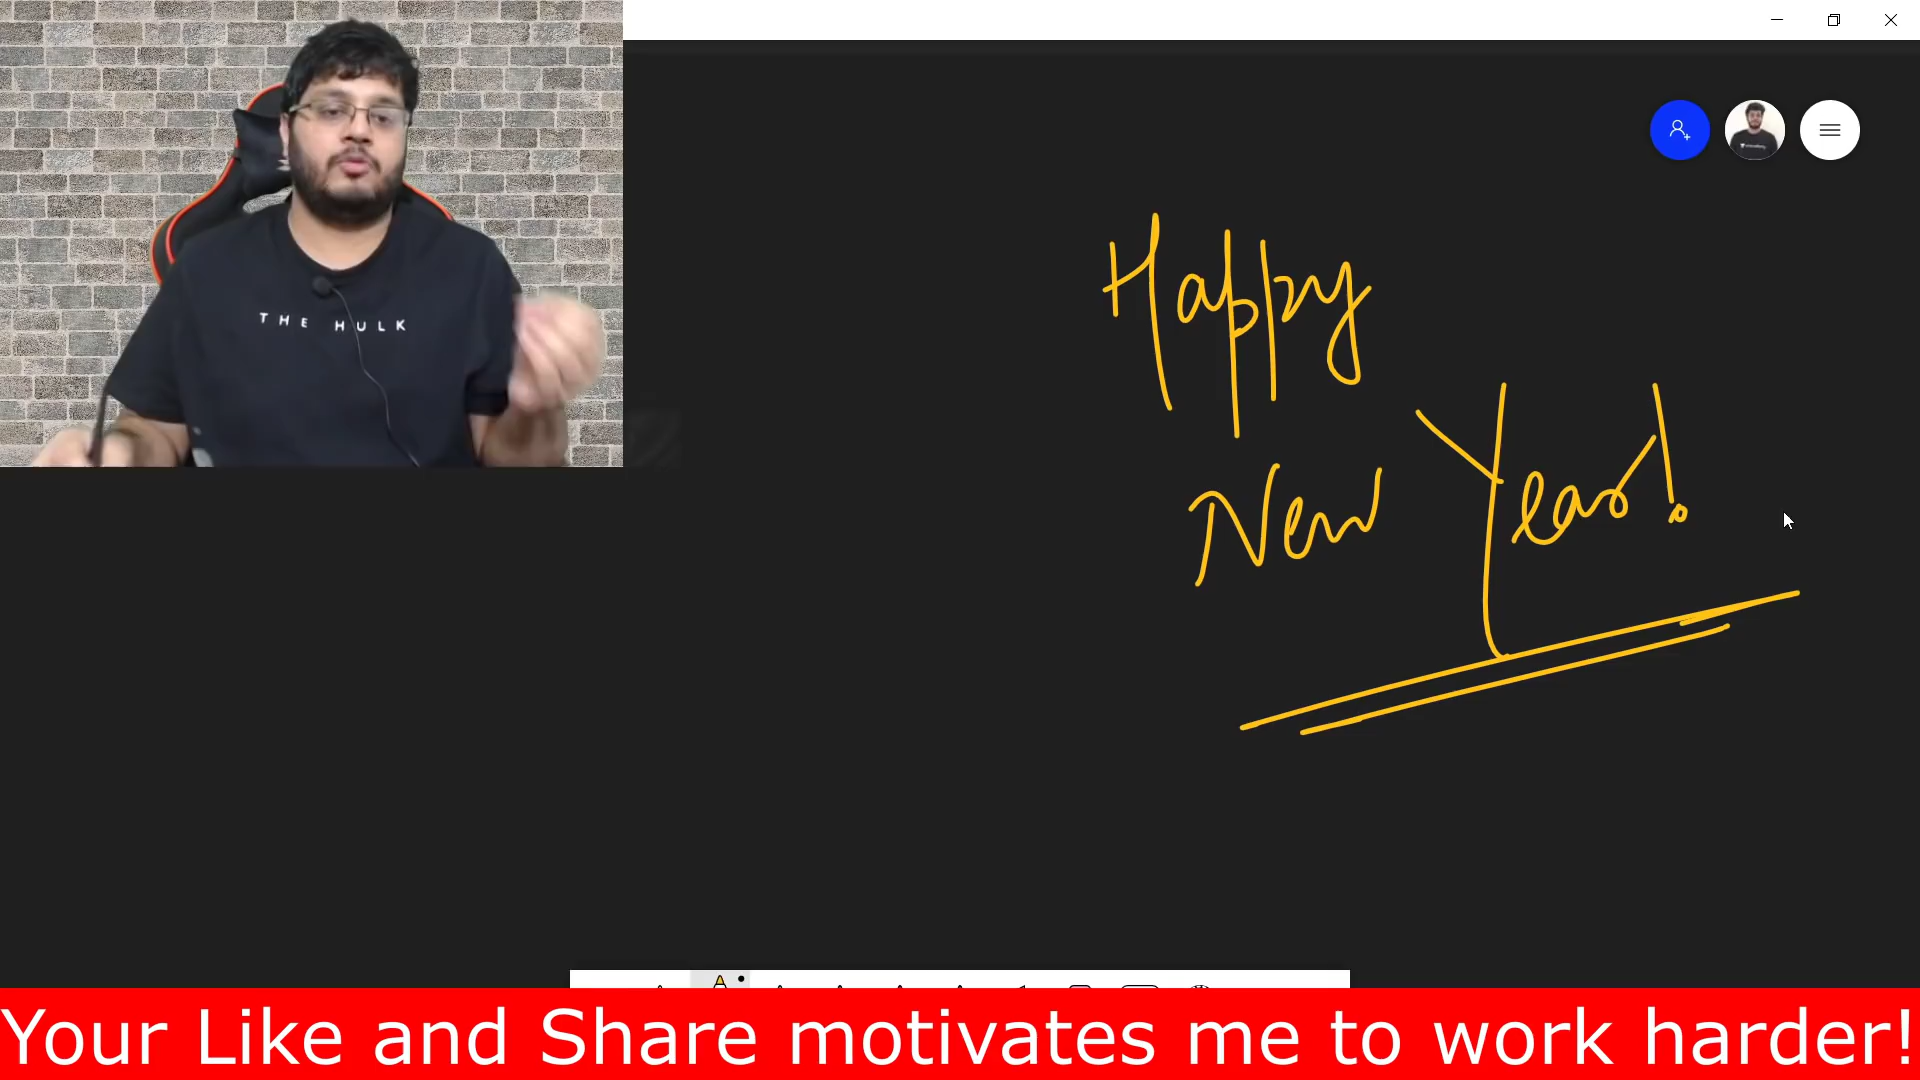 THE HULK
Happy
New Year!
Your Like and Share motivates me to work harder!